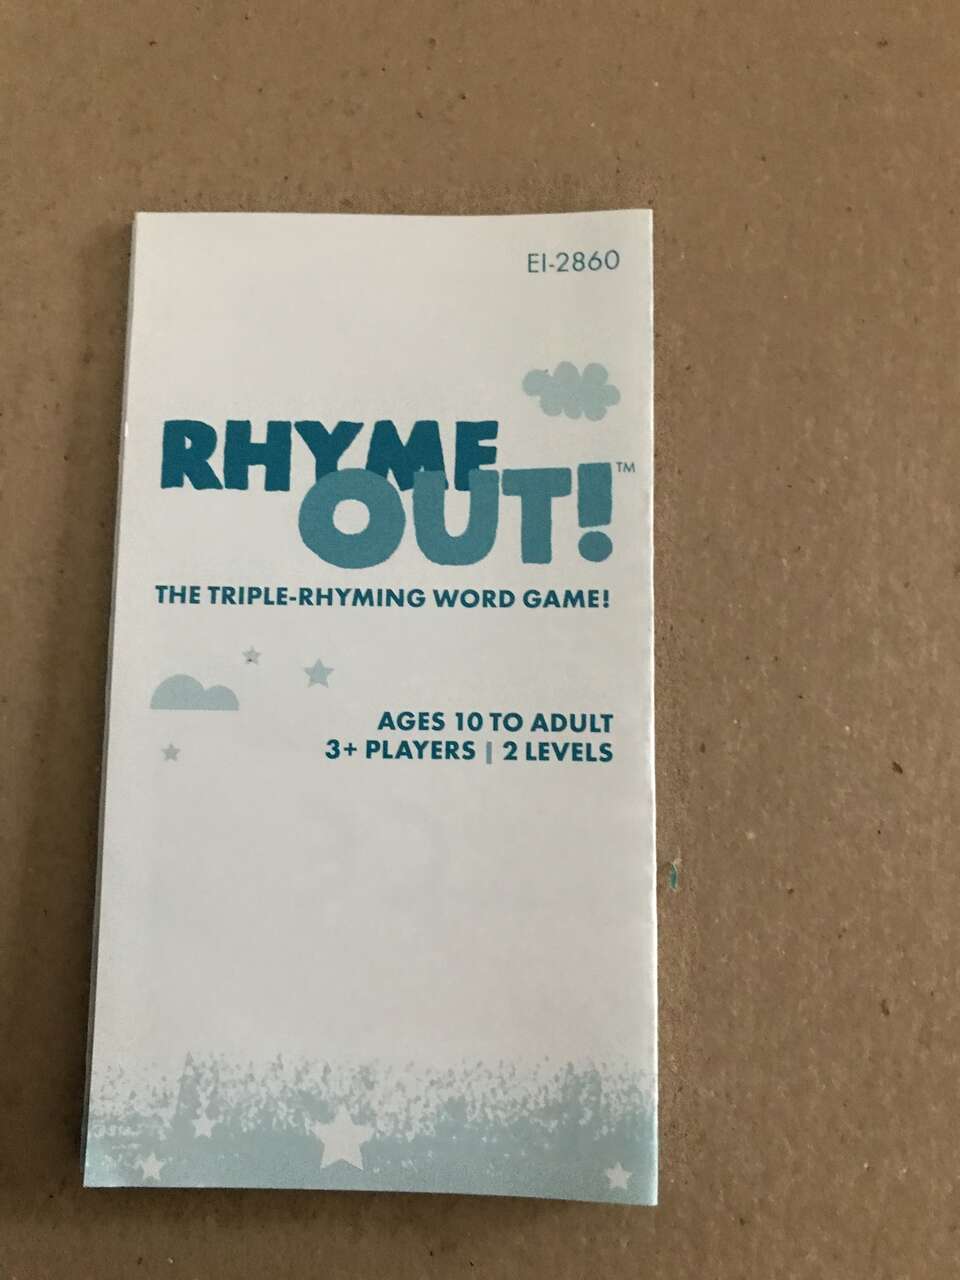 EI-2860
RHYME
OUT!™
THE TRIPLE-RHYMING WORD GAME!
AGES 10 TO ADULT
3+ PLAYERS | 2 LEVELS